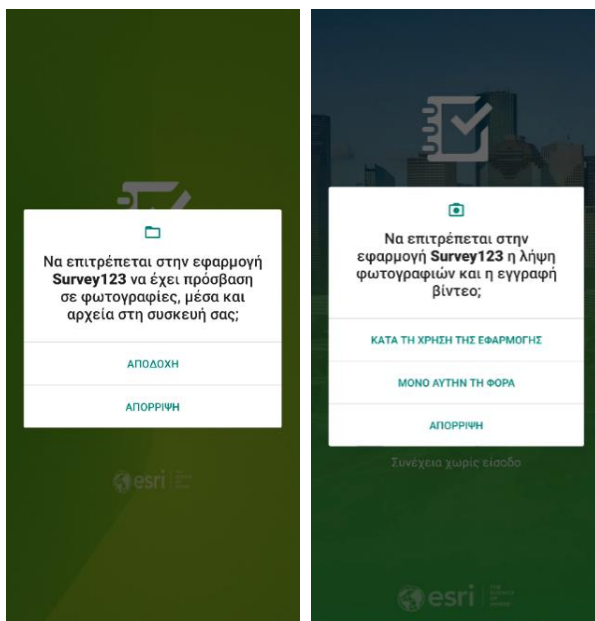 Να επιτρέπεται στην εφαρμογή
Survey123 να έχει πρόσβαση
σε φωτογραφίες, μέσα και
αρχεία στη συσκευή σας;
ΑΠΟΔΟΧΗ
ΑΠΟΡΡΙΨΗ
esri
Να επιτρέπεται στην
εφαρμογή Survey123 η λήψη
φωτογραφιών και η εγγραφή
βίντεο;
ΚΑΤΑ ΤΗ ΧΡΗΣΗ ΤΗΣ ΕΦΑΡΜΟΓΗΣ
ΜΟΝΟ ΑΥΤΗΝ ΤΗ ΦΟΡΑ
ΑΠΟΡΡΙΨΗ
Συνέχεια χωρίς είσοδο
esri